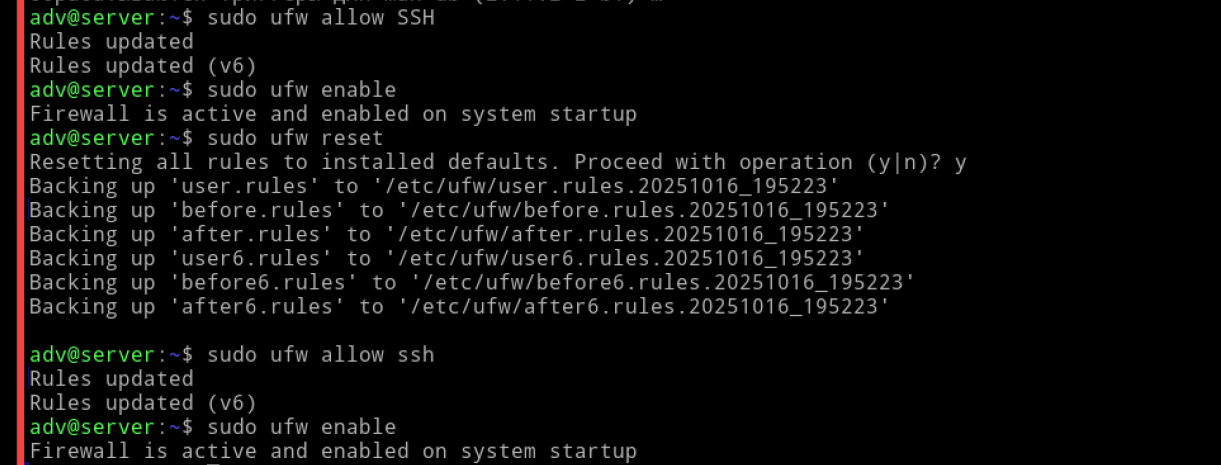 adv@server:~$ sudo ufw allow SSH
Rules updated
Rules updated (v6)
adv@server:~$ sudo ufw enable
Firewall is active and enabled on system startup
adv@server:~$ sudo ufw reset
Resetting all rules to installed defaults. Proceed with operation (y|n)? y
Backing up 'user.rules' to '/etc/ufw/user.rules.20251016_195223'
Backing up 'before.rules' to '/etc/ufw/before.rules.20251016_195223'
Backing up 'after.rules' to '/etc/ufw/after.rules.20251016_195223'
Backing up 'user6.rules' to '/etc/ufw/user6.rules.20251016_195223'
Backing up 'before6.rules' to '/etc/ufw/before6.rules.20251016_195223'
Backing up 'after6.rules' to '/etc/ufw/after6.rules.20251016_195223'
adv@server:~$ sudo ufw allow ssh
Rules updated
Rules updated (v6)
adv@server:~$ sudo ufw enable
Firewall is active and enabled on system startup